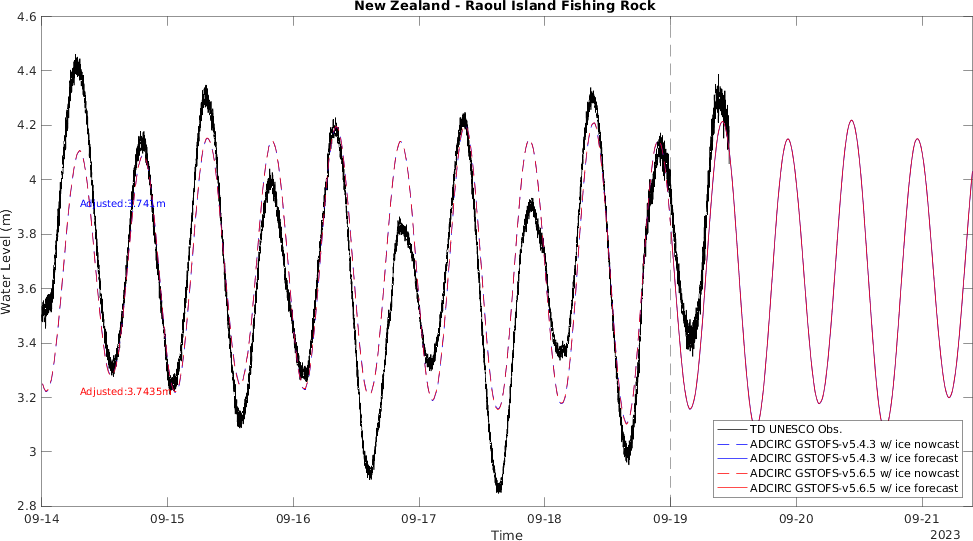 New Zealand - Raoul Island Fishing Rock
4.6
4.4
4.2
4
3.8
3.6
3.4
3.2
3
2.8
Water Level (m)
Adjusted:3.741m
Adjusted:3.7435m
TD UNESCO Obs.
ADCIRC GSTOFS-v5.4.3 w/ ice nowcast
ADCIRC GSTOFS-v5.4.3 w/ ice forecast
ADCIRC GSTOFS-v5.6.5 w/ ice nowcast
ADCIRC GSTOFS-v5.6.5 w/ ice forecast
09-14 09-15 09-16 09-17 09-18 09-19 09-20 09-21
Time
2023